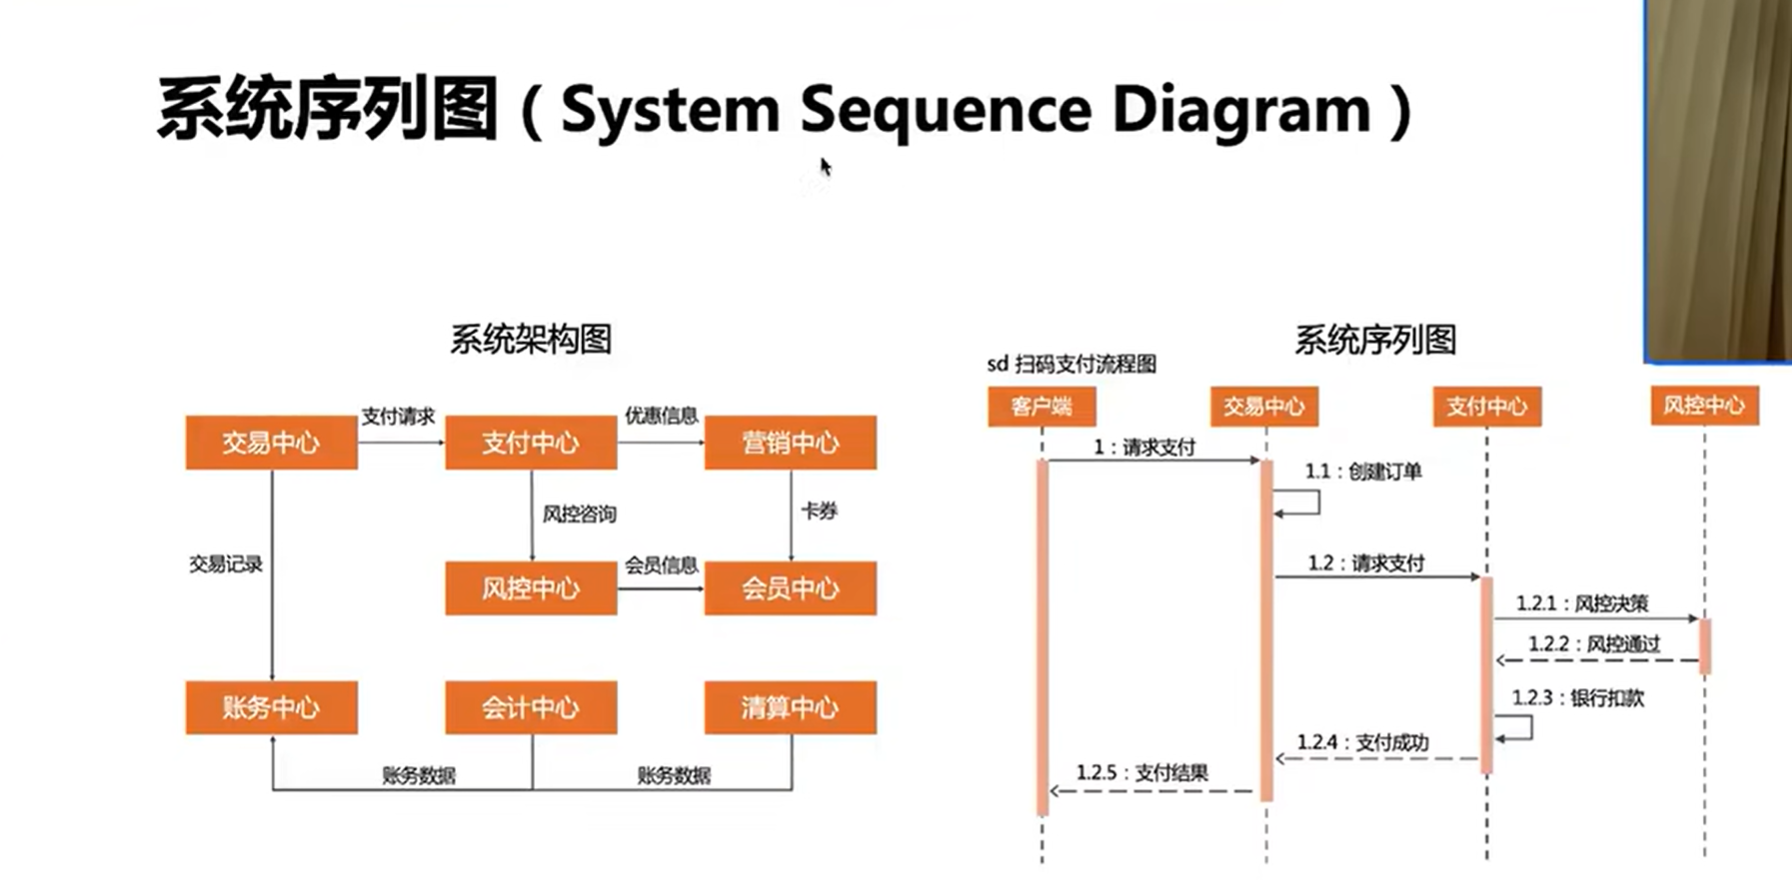 系统序列图（System Sequence Diagram）
系统架构图
交易中心
支付请求
支付中心
优惠信息
营销中心
交易记录
风控咨询
卡券
风控中心
会员信息
会员中心
账务中心
会计中心
清算中心
账务数据
账务数据
系统序列图
sd 扫码支付流程图
客户端
交易中心
支付中心
风控中心
1：请求支付
1.1：创建订单
1.2：请求支付
1.2.1：风控决策
1.2.2：风控通过
1.2.3：银行扣款
1.2.4：支付成功
1.2.5：支付结果